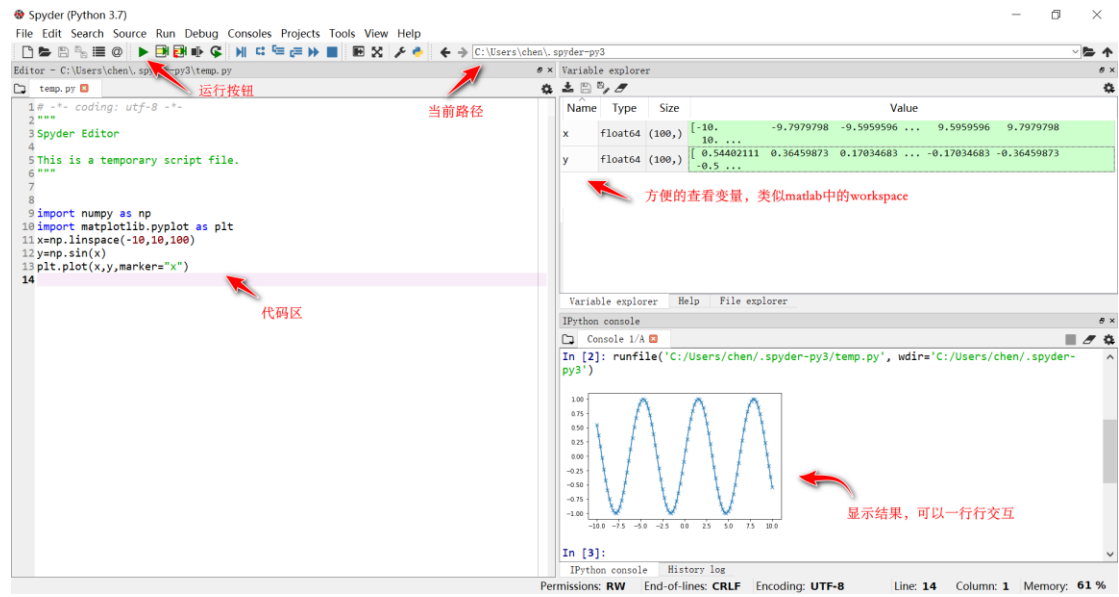 Spyder (Python 3.7)
File Edit Search Source Run Debug Consoles Projects Tools View Help
C:\Users\chen\.spyder-py3
Editor - C:\Users\chen\.spyder-py3\temp.py
temp.py
运行按钮
当前路径
1 # -*- coding: utf-8 -*-
2 """
3 Spyder Editor
4
5 This is a temporary script file.
6 """
7
8
9 import numpy as np
10 import matplotlib.pyplot as plt
11 x=np.linspace(-10,10,100)
12 y=np.sin(x)
13 plt.plot(x,y,marker="x")
14
代码区
Variable explorer
Name Type Size Value
x float64 (100,) [-10. -9.7979798 -9.5959596 ... 9.5959596 9.7979798
10. ...
y float64 (100,) [ 0.54402111 0.36459873 0.17034683 ... -0.17034683 -0.36459873
-0.5 ...
方便的查看变量，类似matlab中的workspace
Variable explorer Help File explorer
IPython console
Console 1/A
In [2]: runfile('C:/Users/chen/.spyder-py3/temp.py', wdir='C:/Users/chen/.spyder-
py3')
1.00
0.75
0.50
0.25
0.00
-0.25
-0.50
-0.75
-1.00
-10.0 -7.5 -5.0 -2.5 0.0 2.5 5.0 7.5 10.0
显示结果，可以一行行交互
In [3]:
IPython console History log
Permissions: RW End-of-lines: CRLF Encoding: UTF-8 Line: 14 Column: 1 Memory: 61 %